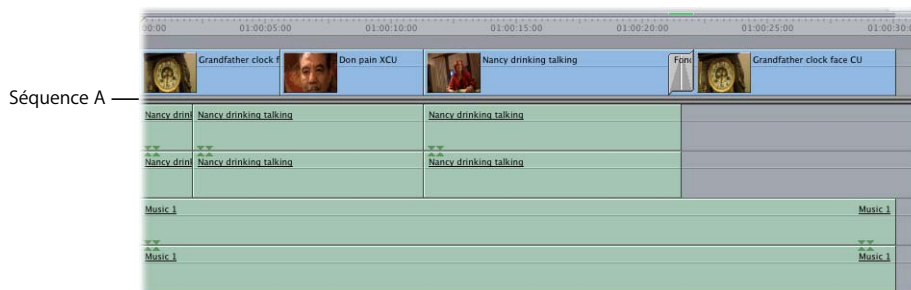 00:00 01:00:05:00 01:00:10:00 01:00:15:00 01:00:20:00 01:00:25:00 01:00:30:0
Grandfather clock f Don pain XCU Nancy drinking talking Fond Grandfather clock face CU
Séquence A
Nancy drink Nancy drinking talking Nancy drinking talking
Nancy drink Nancy drinking talking Nancy drinking talking
Music 1 Music 1
Music 1 Music 1